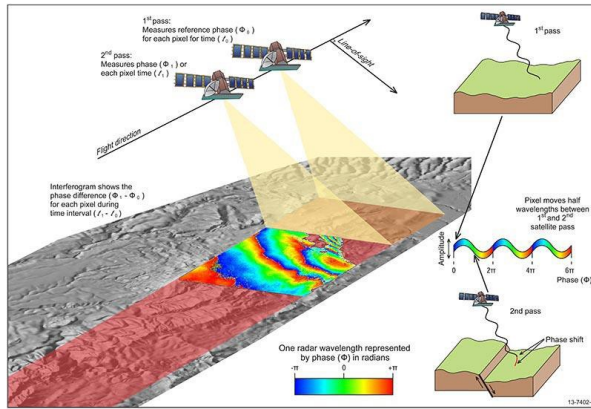 1st pass:
Measures reference phase (Φ0)
for each pixel for time (t0)
2nd pass:
Measures phase (Φ1) or
each pixel time (t1)
Line-of-sight
Flight direction
Interferogram shows the
phase difference (Φ1 - Φ0)
for each pixel during
time interval (t1 - t0)
One radar wavelength represented
by phase (Φ) in radians
-π 0 +π
1st pass
Pixel moves half
wavelengths between
1st and 2nd
satellite pass
Amplitude
0 2π 4π 6π
Phase (Φ)
2nd pass
Phase shift
13-7402-